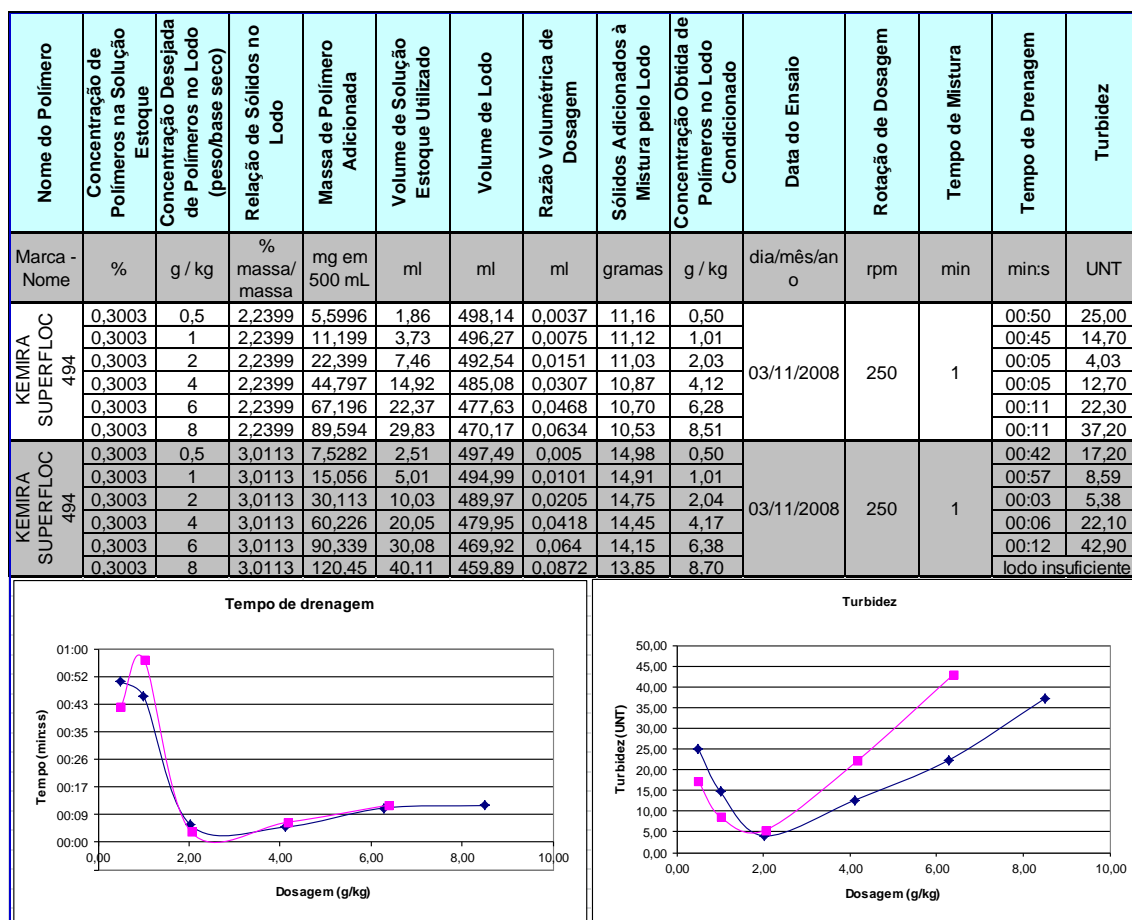 Nome do Polímero
Concentração de
Polímeros na Solução
Estoque
Concentração Desejada
de Polímeros no Lodo
(peso/base seco)
Relação de Sólidos no
Lodo
Massa de Polímero
Adicionada
Volume de Solução
Estoque Utilizado
Volume de Lodo
Razão Volumétrica de
Dosagem
Sólidos Adicionados à
Mistura pelo Lodo
Concentração Obtida de
Polímeros no Lodo
Condicionado
Data do Ensaio
Rotação de Dosagem
Tempo de Mistura
Tempo de Drenagem
Turbidez
Marca -
Nome
%
g / kg
%
massa/
massa
mg em
500 mL
ml
ml
ml
gramas
g / kg
dia/mês/an
o
rpm
min
min:s
UNT
KEMIRA
SUPERFLOC
494
0,3003 0,5 2,2399 5,5996 1,86 498,14 0,0037 11,16 0,50 00:50 25,00
0,3003 1 2,2399 11,199 3,73 496,27 0,0075 11,12 1,01 00:45 14,70
0,3003 2 2,2399 22,399 7,46 492,54 0,0151 11,03 2,03 00:05 4,03
03/11/2008 250 1
0,3003 4 2,2399 44,797 14,92 485,08 0,0307 10,87 4,12 00:05 12,70
0,3003 6 2,2399 67,196 22,37 477,63 0,0468 10,70 6,28 00:11 22,30
0,3003 8 2,2399 89,594 29,83 470,17 0,0634 10,53 8,51 00:11 37,20
KEMIRA
SUPERFLOC
494
0,3003 0,5 3,0113 7,5282 2,51 497,49 0,005 14,98 0,50 00:42 17,20
0,3003 1 3,0113 15,056 5,01 494,99 0,0101 14,91 1,01 00:57 8,59
0,3003 2 3,0113 30,113 10,03 489,97 0,0205 14,75 2,04 00:03 5,38
03/11/2008 250 1
0,3003 4 3,0113 60,226 20,05 479,95 0,0418 14,45 4,17 00:06 22,10
0,3003 6 3,0113 90,339 30,08 469,92 0,064 14,15 6,38 00:12 42,90
0,3003 8 3,0113 120,45 40,11 459,89 0,0872 13,85 8,70 lodo insuficiente
Tempo de drenagem
Tempo (min:ss)
01:00
00:52
00:43
00:35
00:26
00:17
00:09
00:00
0,00 2,00 4,00 6,00 8,00 10,00
Dosagem (g/kg)
Turbidez
Turbidez (UNT)
50,00
45,00
40,00
35,00
30,00
25,00
20,00
15,00
10,00
5,00
0,00
0,00 2,00 4,00 6,00 8,00 10,00
Dosagem (g/kg)